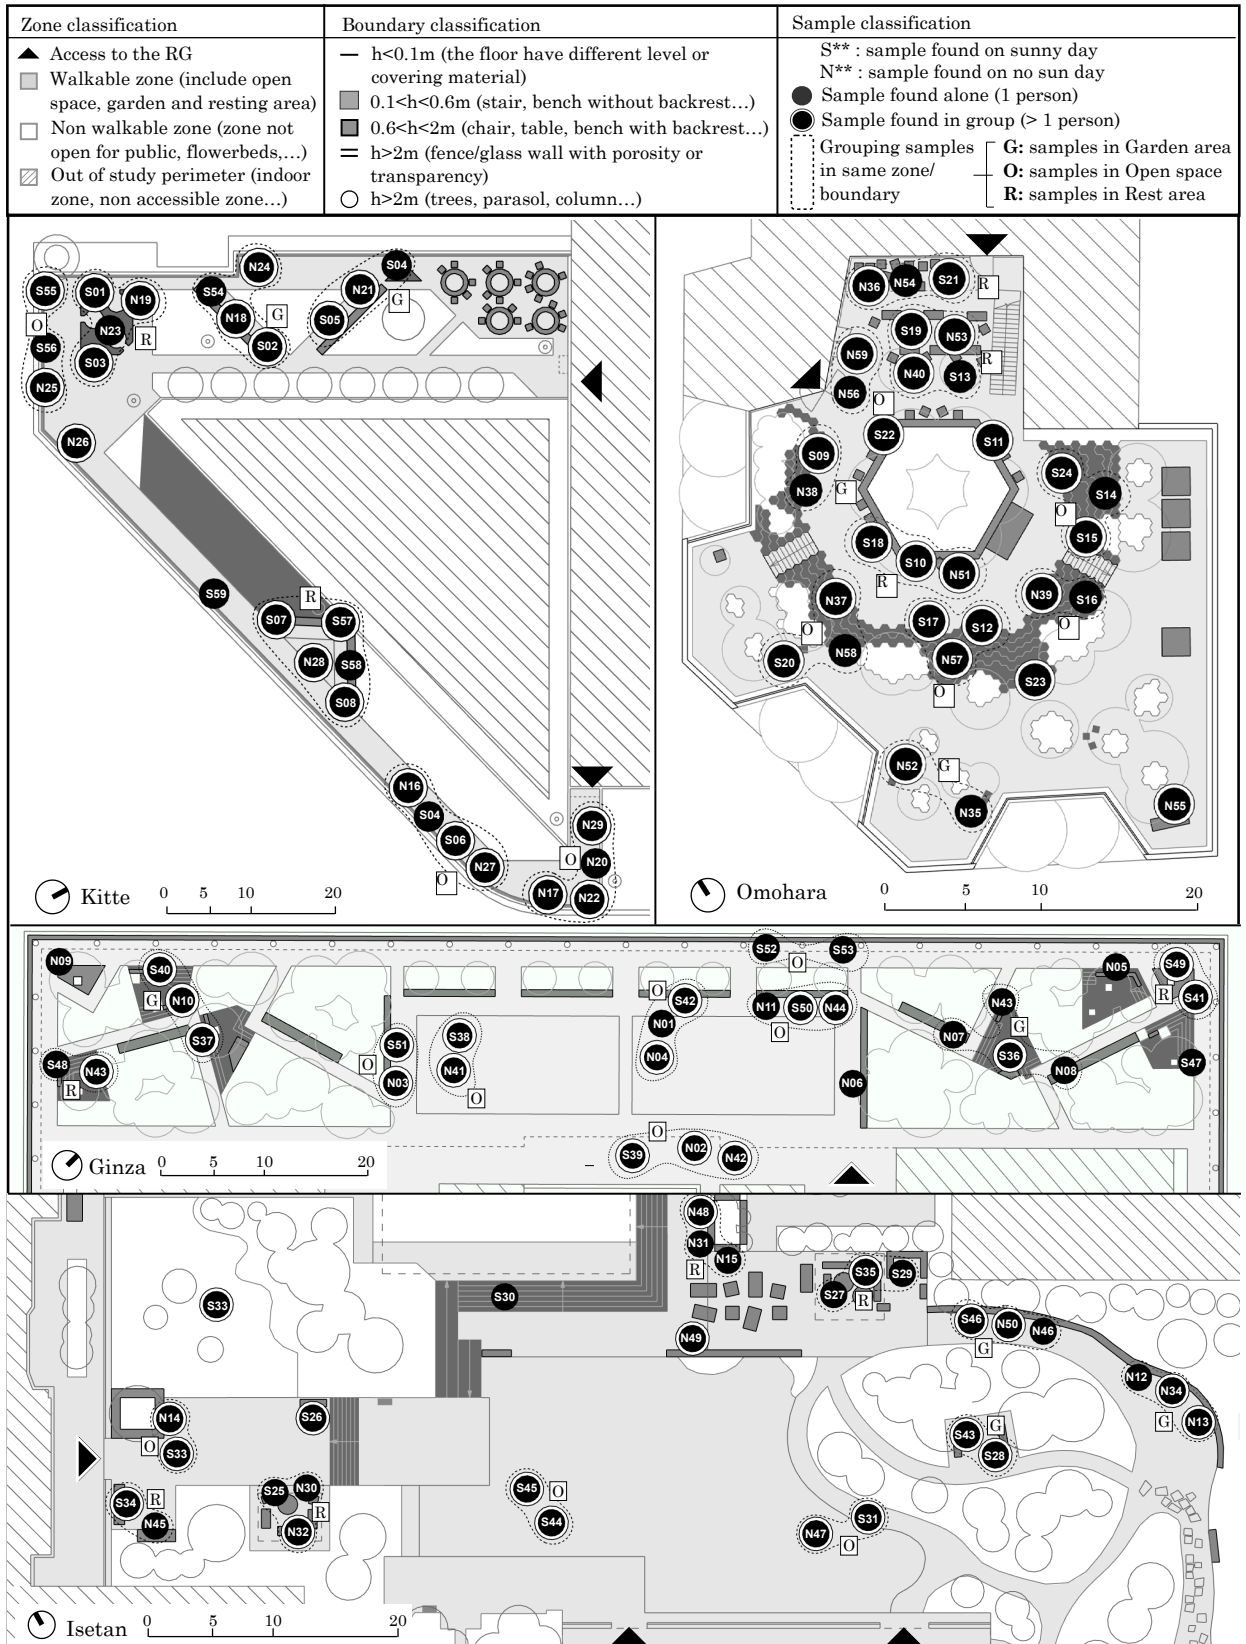 Zone classification
Access to the RG
Walkable zone (include open
space, garden and resting area)
Non walkable zone (zone not
open for public, flowerbeds,...)
Out of study perimeter (indoor
zone, non accessible zone...)
Boundary classification
h<0.1m (the floor have different level or
covering material)
0.1<h<0.6m (stair, bench without backrest...)
0.6<h<2m (chair, table, bench with backrest...)
h>2m (fence/glass wall with porosity or
transparency)
h>2m (trees, parasol, column...)
Sample classification
S** : sample found on sunny day
N** : sample found on no sun day
Sample found alone (1 person)
Sample found in group (> 1 person)
Grouping samples
in same zone/
boundary
G: samples in Garden area
O: samples in Open space
R: samples in Rest area
N24
S04
S55
S01
N19
S54
N21
G
O
N23
R
N18
G
S05
S56
S02
S03
N25
N26
S59
R
S07
S57
N28
S58
S08
N16
S04
S06
N29
N27
O
N20
O
N17
N22
Kitte
0 5 10 20
N36
N54
S21
R
S19
N53
N59
R
N40
S13
N56
O
S22
S11
S09
S24
N38
G
S14
O
S18
S15
S10
N51
R
N37
N39
S16
S17
S12
O
O
N58
S20
N57
S23
O
N52
G
N35
N55
Omohara
0 5 10 20
N09
S40
G
N10
S37
S48
N43
R
S51
O
N03
S38
N41
O
S52
S53
O
O
S42
N01
N04
N11
S50
N44
O
N06
O
S39
N02
N42
N05
S49
R
S41
N43
G
N07
S36
N08
S47
Ginza
0 5 10 20
N48
N31
N15
R
S35
S29
S27
R
S30
S33
N49
S46
N50
N46
G
N12
N34
G
N13
N14
S26
O
S33
S43
G
S28
S34
R
N45
S25
N30
R
N32
S45
O
S44
S31
N47
O
Isetan
0 5 10 20